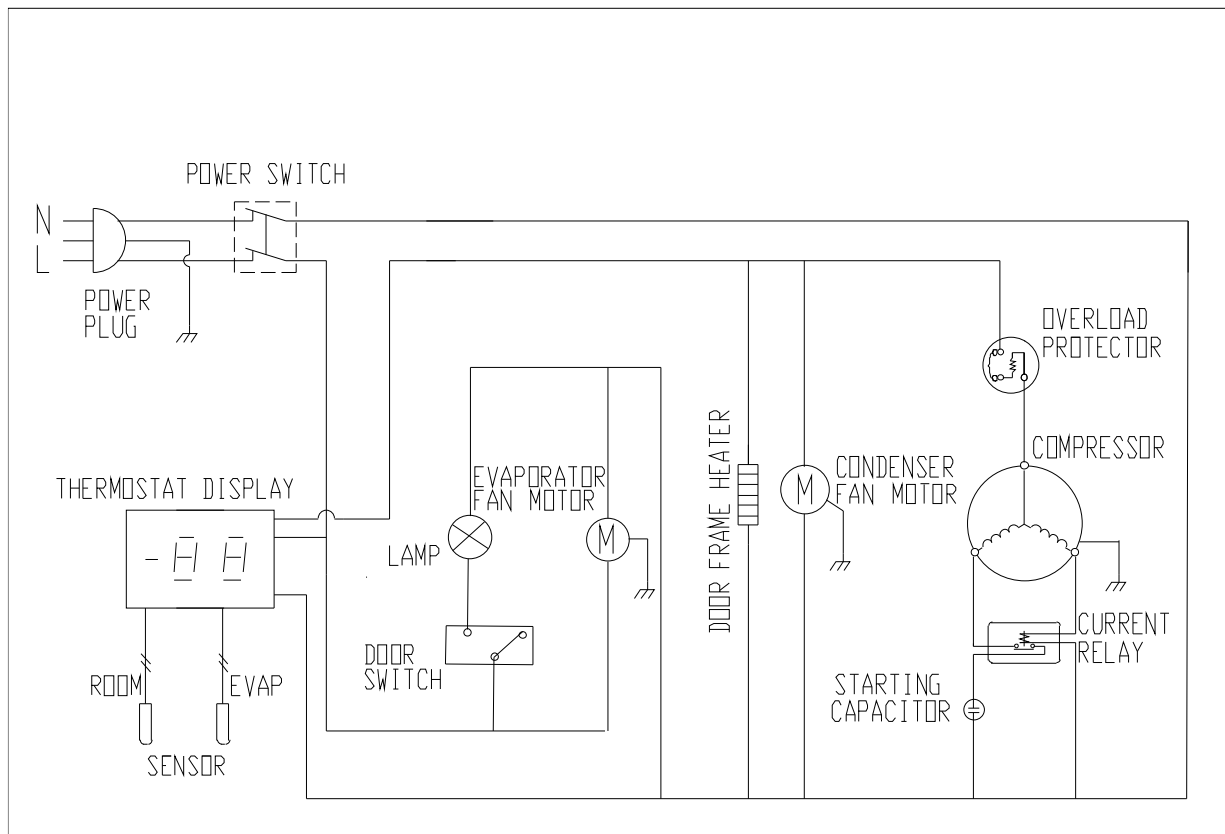 POWER SWITCH
N
L
POWER
PLUG
OVERLOAD
PROTECTOR
COMPRESSOR
DOOR FRAME HEATER
CONDENSER
FAN MOTOR
M
EVAPORATOR
FAN MOTOR
M
THERMOSTAT DISPLAY
LAMP
DOOR
SWITCH
CURRENT
RELAY
STARTING
CAPACITOR
ROOM
EVAP
SENSOR